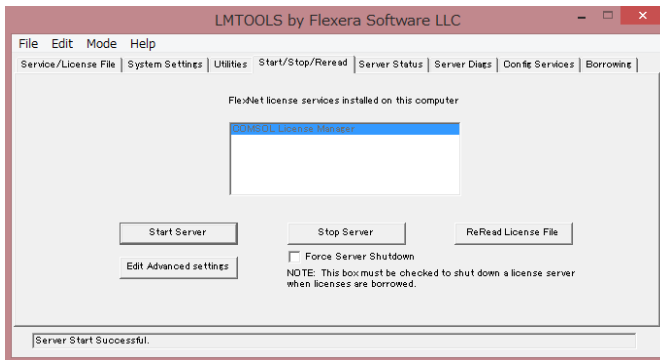 LMTOOLS by Flexera Software LLC
File Edit Mode Help
Service/License File System Settings Utilities Start/Stop/Reread Server Status Server Diags Config Services Borrowing
FlexNet license services installed on this computer
ODMSOL License Manager
Start Server Stop Server ReRead License File
Edit Advanced settings
Force Server Shutdown
NOTE: This box must be checked to shut down a license server
when licenses are borrowed.
Server Start Successful.